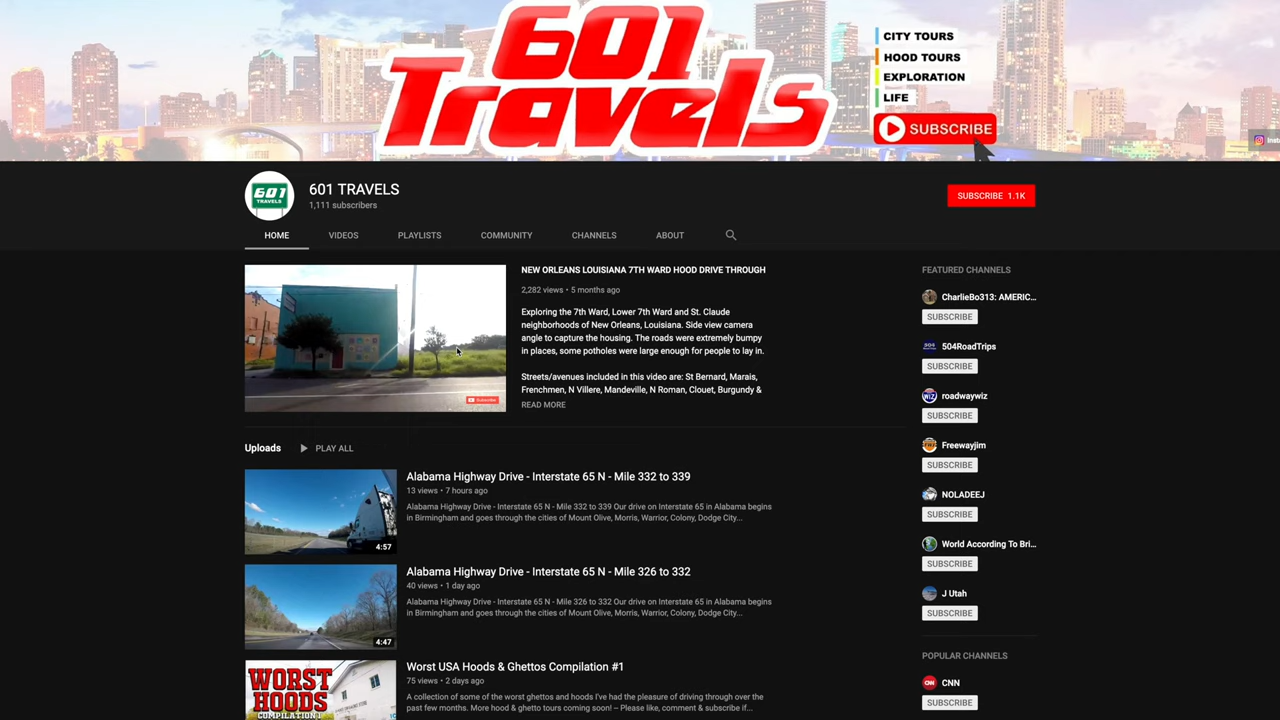 601
Travels
CITY TOURS
HOOD TOURS
EXPLORATION
LIFE
SUBSCRIBE
601
TRAVELS
601 TRAVELS
1,111 subscribers
SUBSCRIBE 1.1K
HOME VIDEOS PLAYLISTS COMMUNITY CHANNELS ABOUT
NEW ORLEANS LOUISIANA 7TH WARD HOOD DRIVE THROUGH
2,282 views • 5 months ago
Exploring the 7th Ward, Lower 7th Ward and St. Claude
neighborhoods of New Orleans, Louisiana. Side view camera
angle to capture the housing. The roads were extremely bumpy
in places, some potholes were large enough for people to lay in.
Streets/avenues included in this video are: St Bernard, Marais,
Frenchmen, N Villere, Mandeville, N Roman, Clouet, Burgundy &
READ MORE
Subscribe
Uploads PLAY ALL
Alabama Highway Drive - Interstate 65 N - Mile 332 to 339
13 views • 7 hours ago
Alabama Highway Drive - Interstate 65 N - Mile 332 to 339 Our drive on Interstate 65 in Alabama begins
in Birmingham and goes through the cities of Mount Olive, Morris, Warrior, Colony, Dodge City...
4:57
Alabama Highway Drive - Interstate 65 N - Mile 326 to 332
40 views • 1 day ago
Alabama Highway Drive - Interstate 65 N - Mile 326 to 332 Our drive on Interstate 65 in Alabama begins
in Birmingham and goes through the cities of Mount Olive, Morris, Warrior, Colony, Dodge City...
4:47
WORST
HOODS
COMPILATION 1
Worst USA Hoods & Ghettos Compilation #1
75 views • 2 days ago
A collection of some of the worst ghettos and hoods I've had the pleasure of driving through over the
past few months. More hood & ghetto tours coming soon! – Please like, comment & subscribe if...
FEATURED CHANNELS
CharlieBo313: AMERIC...
SUBSCRIBE
504RoadTrips
SUBSCRIBE
WIZ
roadwaywiz
SUBSCRIBE
Freewayjim
SUBSCRIBE
NOLADEEJ
SUBSCRIBE
World According To Bri...
SUBSCRIBE
J Utah
SUBSCRIBE
POPULAR CHANNELS
CNN
CNN
SUBSCRIBE